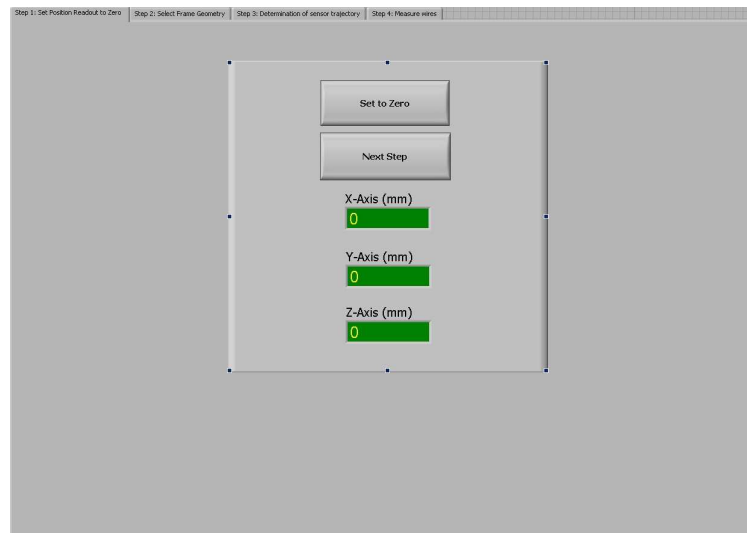 Step 1: Set Position Readout to Zero
Step 2: Select Frame Geometry
Step 3: Determination of sensor trajectory
Step 4: Measure wires
Set to Zero
Next Step
X-Axis (mm)
0
Y-Axis (mm)
0
Z-Axis (mm)
0